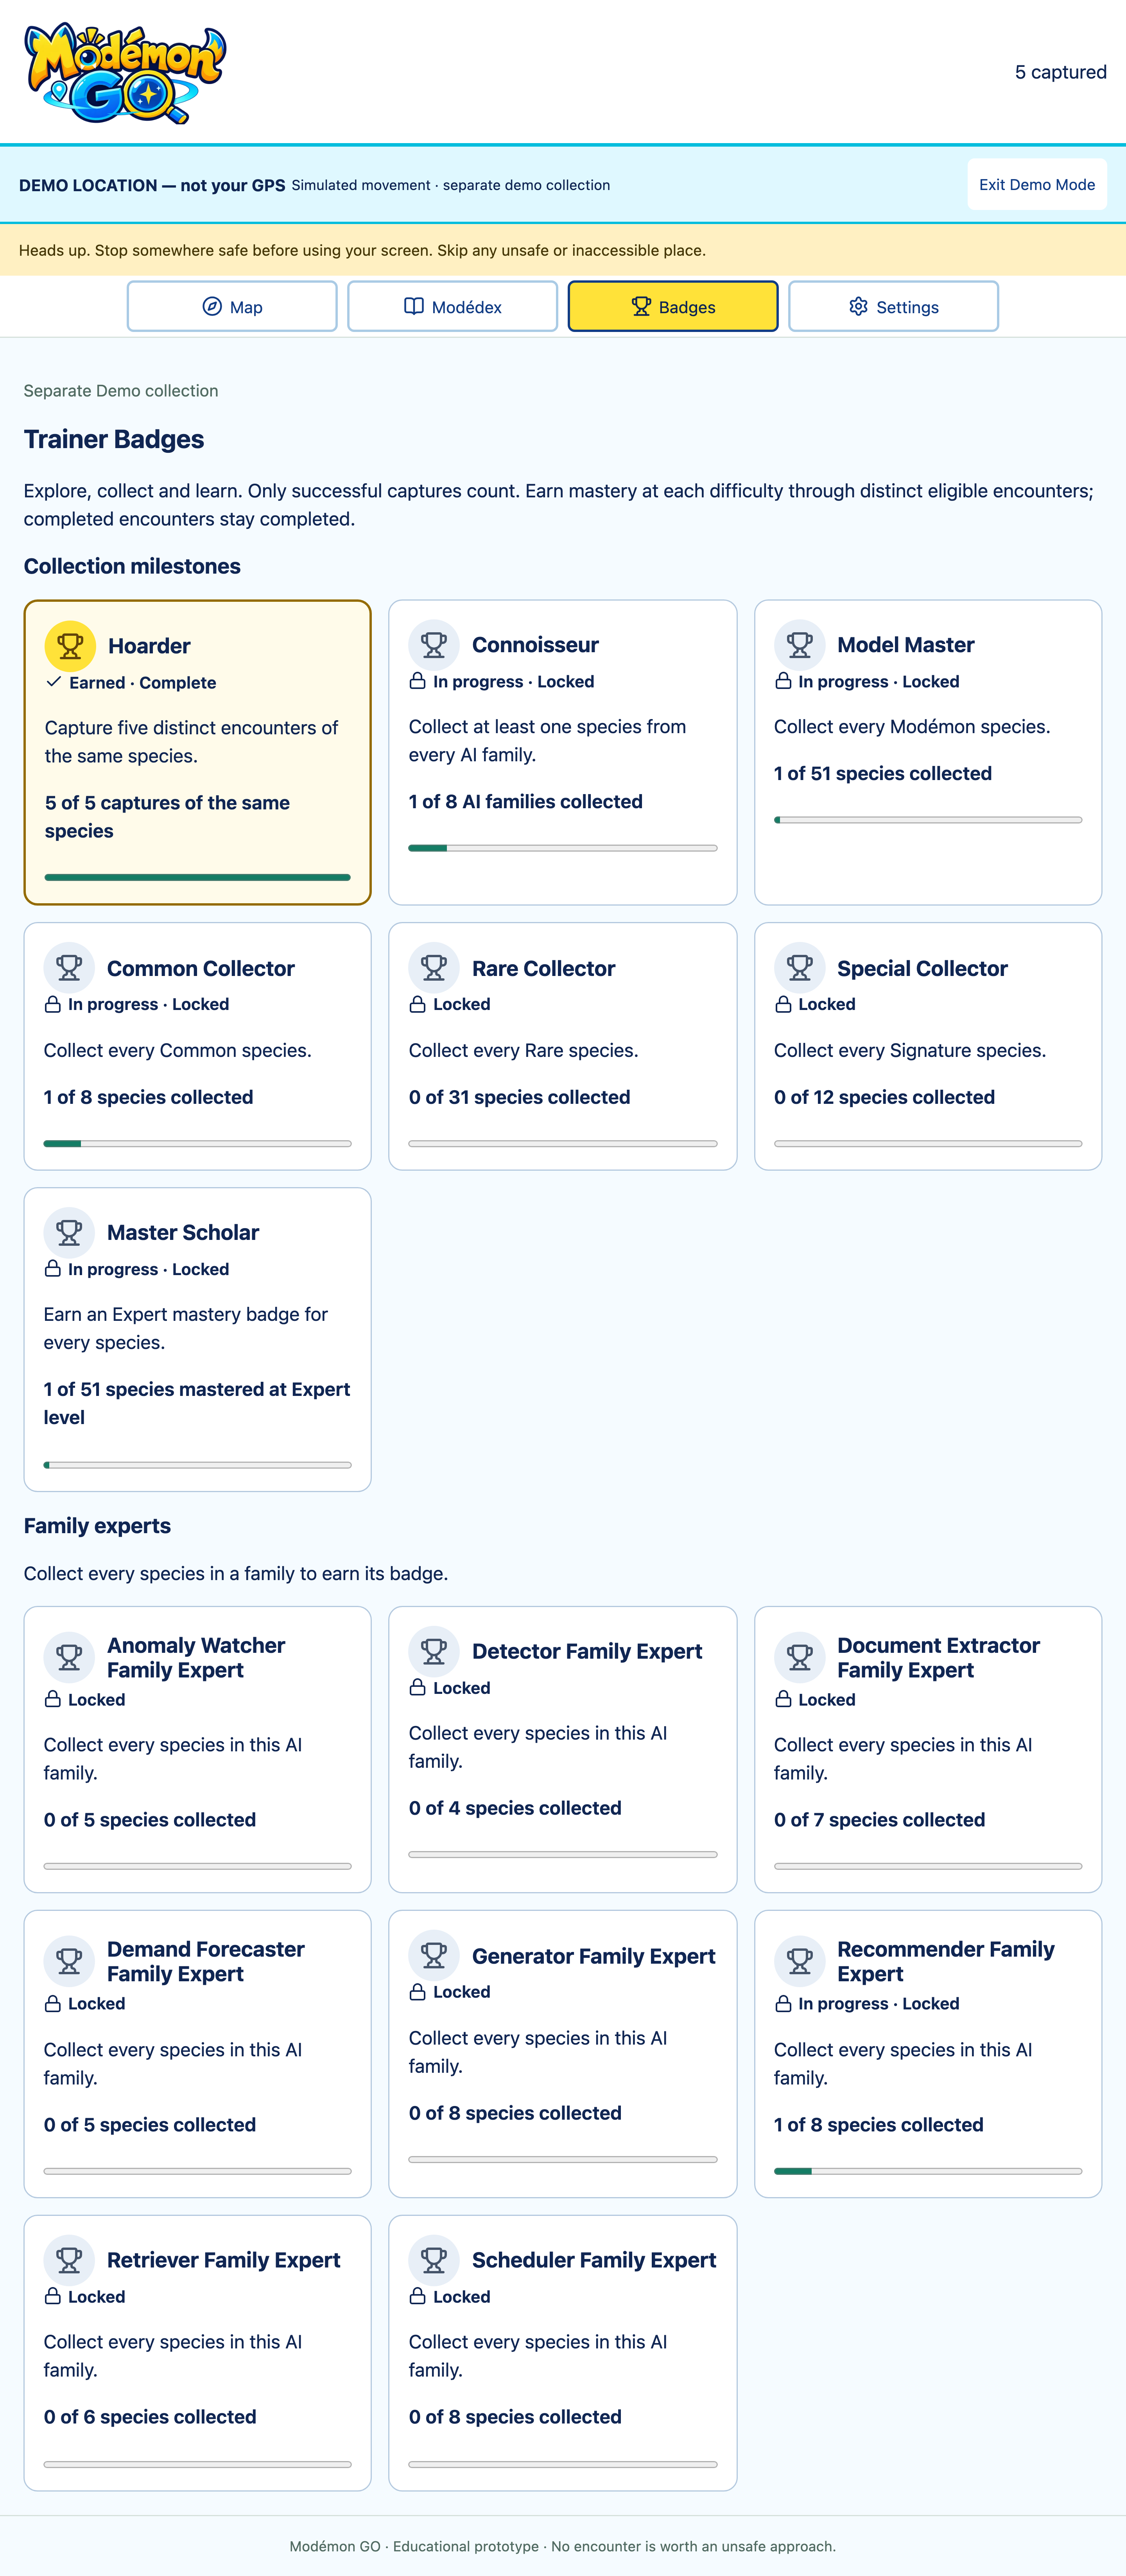 Modémon
GO
5 captured
DEMO LOCATION — not your GPS Simulated movement · separate demo collection
Exit Demo Mode
Heads up. Stop somewhere safe before using your screen. Skip any unsafe or inaccessible place.
Map
Modédex
Badges
Settings
Separate Demo collection
Trainer Badges
Explore, collect and learn. Only successful captures count. Earn mastery at each difficulty through distinct eligible encounters;
completed encounters stay completed.
Collection milestones
Hoarder
Earned · Complete
Capture five distinct encounters of
the same species.
5 of 5 captures of the same
species
Connoisseur
In progress · Locked
Collect at least one species from
every AI family.
1 of 8 AI families collected
Model Master
In progress · Locked
Collect every Modémon species.
1 of 51 species collected
Common Collector
In progress · Locked
Collect every Common species.
1 of 8 species collected
Rare Collector
Locked
Collect every Rare species.
0 of 31 species collected
Special Collector
Locked
Collect every Signature species.
0 of 12 species collected
Master Scholar
In progress · Locked
Earn an Expert mastery badge for
every species.
1 of 51 species mastered at Expert
level
Family experts
Collect every species in a family to earn its badge.
Anomaly Watcher
Family Expert
Locked
Collect every species in this AI
family.
0 of 5 species collected
Detector Family Expert
Locked
Collect every species in this AI
family.
0 of 4 species collected
Document Extractor
Family Expert
Locked
Collect every species in this AI
family.
0 of 7 species collected
Demand Forecaster
Family Expert
Locked
Collect every species in this AI
family.
0 of 5 species collected
Generator Family Expert
Locked
Collect every species in this AI
family.
0 of 8 species collected
Recommender Family
Expert
In progress · Locked
Collect every species in this AI
family.
1 of 8 species collected
Retriever Family Expert
Locked
Collect every species in this AI
family.
0 of 6 species collected
Scheduler Family Expert
Locked
Collect every species in this AI
family.
0 of 8 species collected
Modémon GO · Educational prototype · No encounter is worth an unsafe approach.